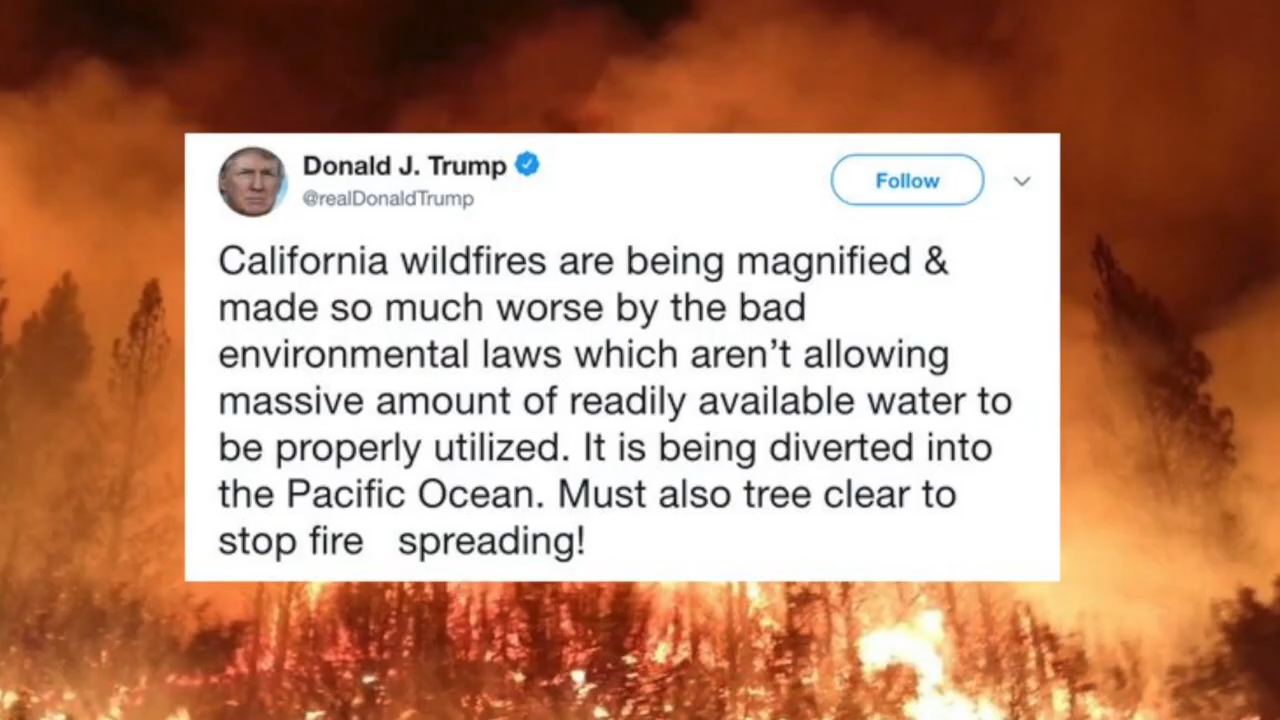 Donald J. Trump
@realDonaldTrump
Follow
California wildfires are being magnified &
made so much worse by the bad
environmental laws which aren’t allowing
massive amount of readily available water to
be properly utilized. It is being diverted into
the Pacific Ocean. Must also tree clear to
stop fire spreading!